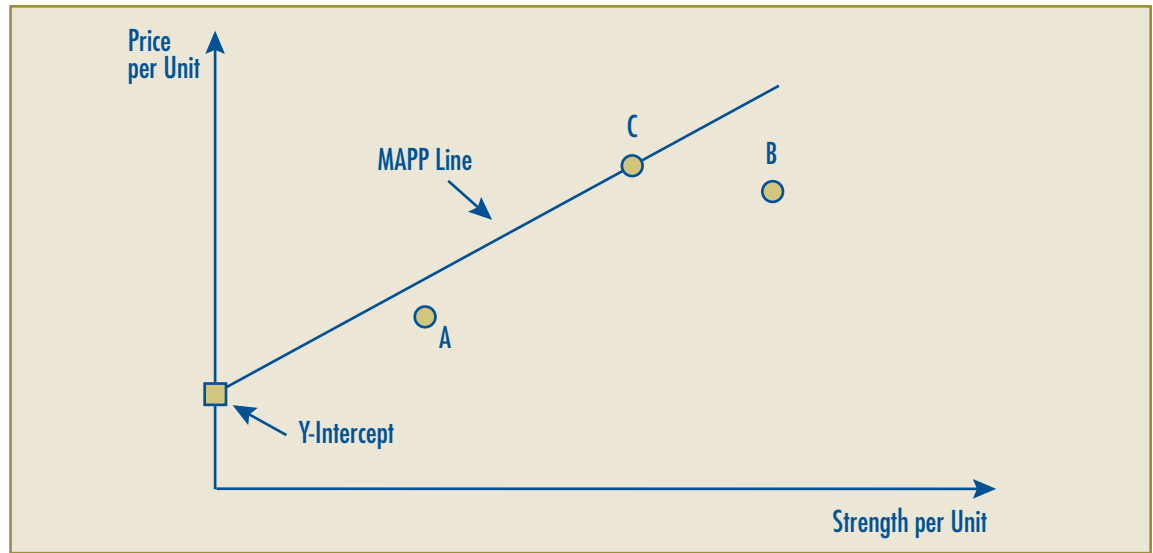 Price
per Unit
C
B
MAPP Line
A
Y-Intercept
Strength per Unit